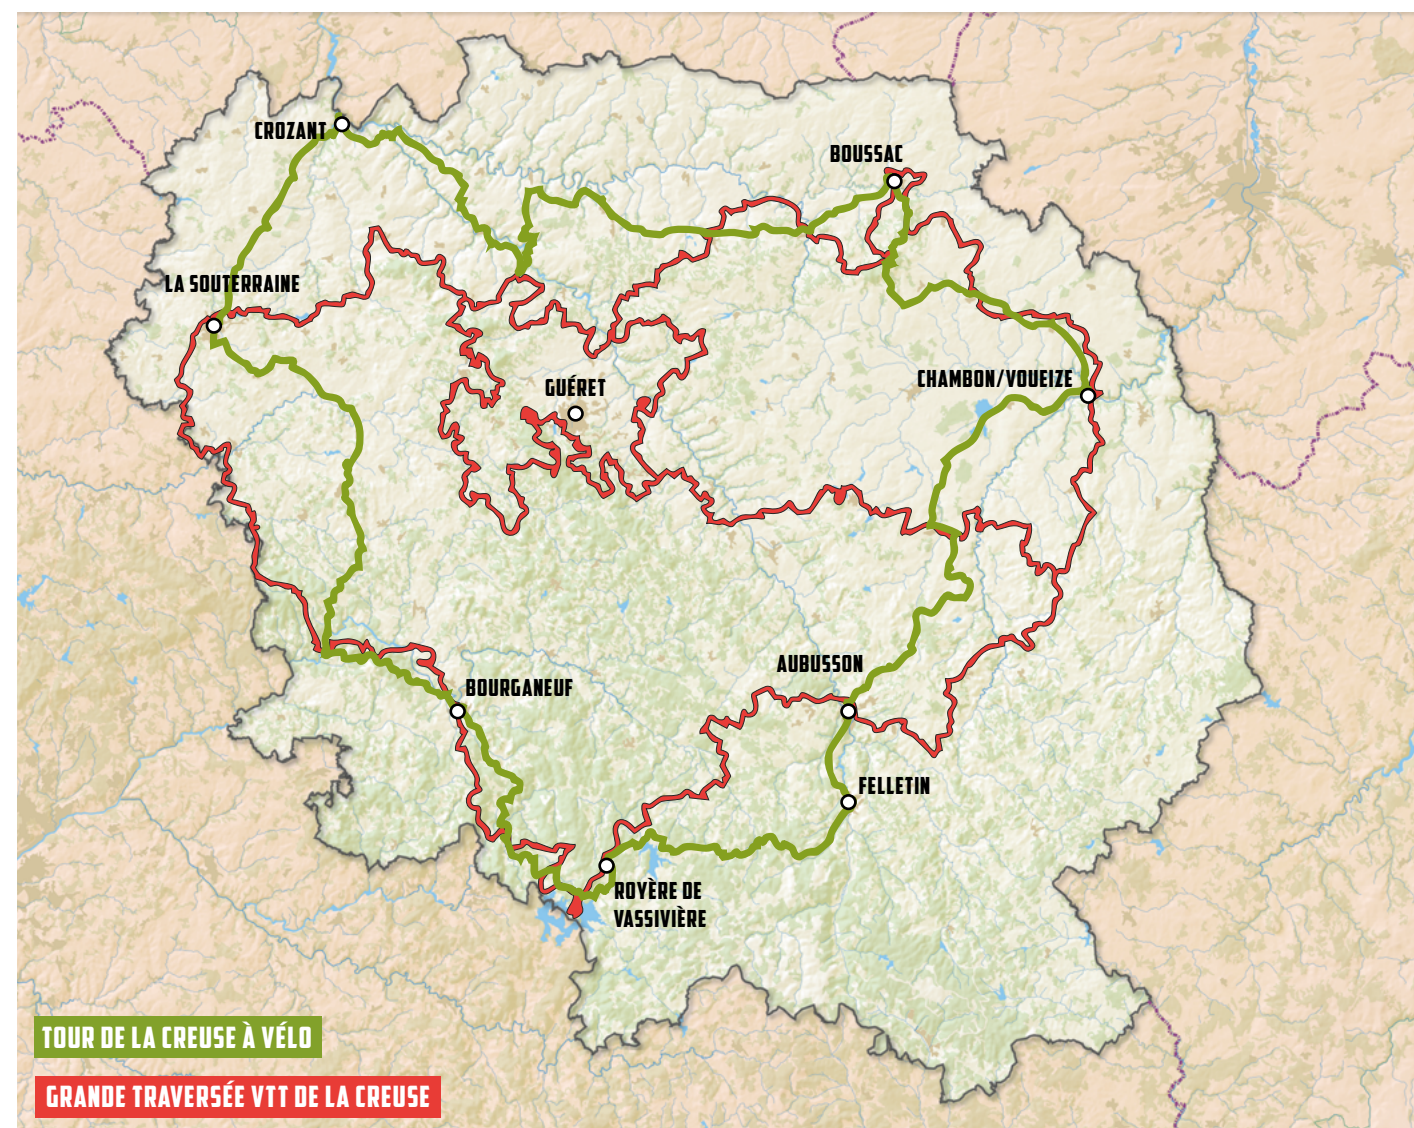 CROZANT
BOUSSAC
LA SOUTERRAINE
GUÉRET
CHAMBON/VOUEIZE
AUBUSSON
BOURGANEUF
FELLETIN
ROYÈRE DE
VASSIVIÈRE
TOUR DE LA CREUSE À VÉLO
GRANDE TRAVERSÉE VTT DE LA CREUSE